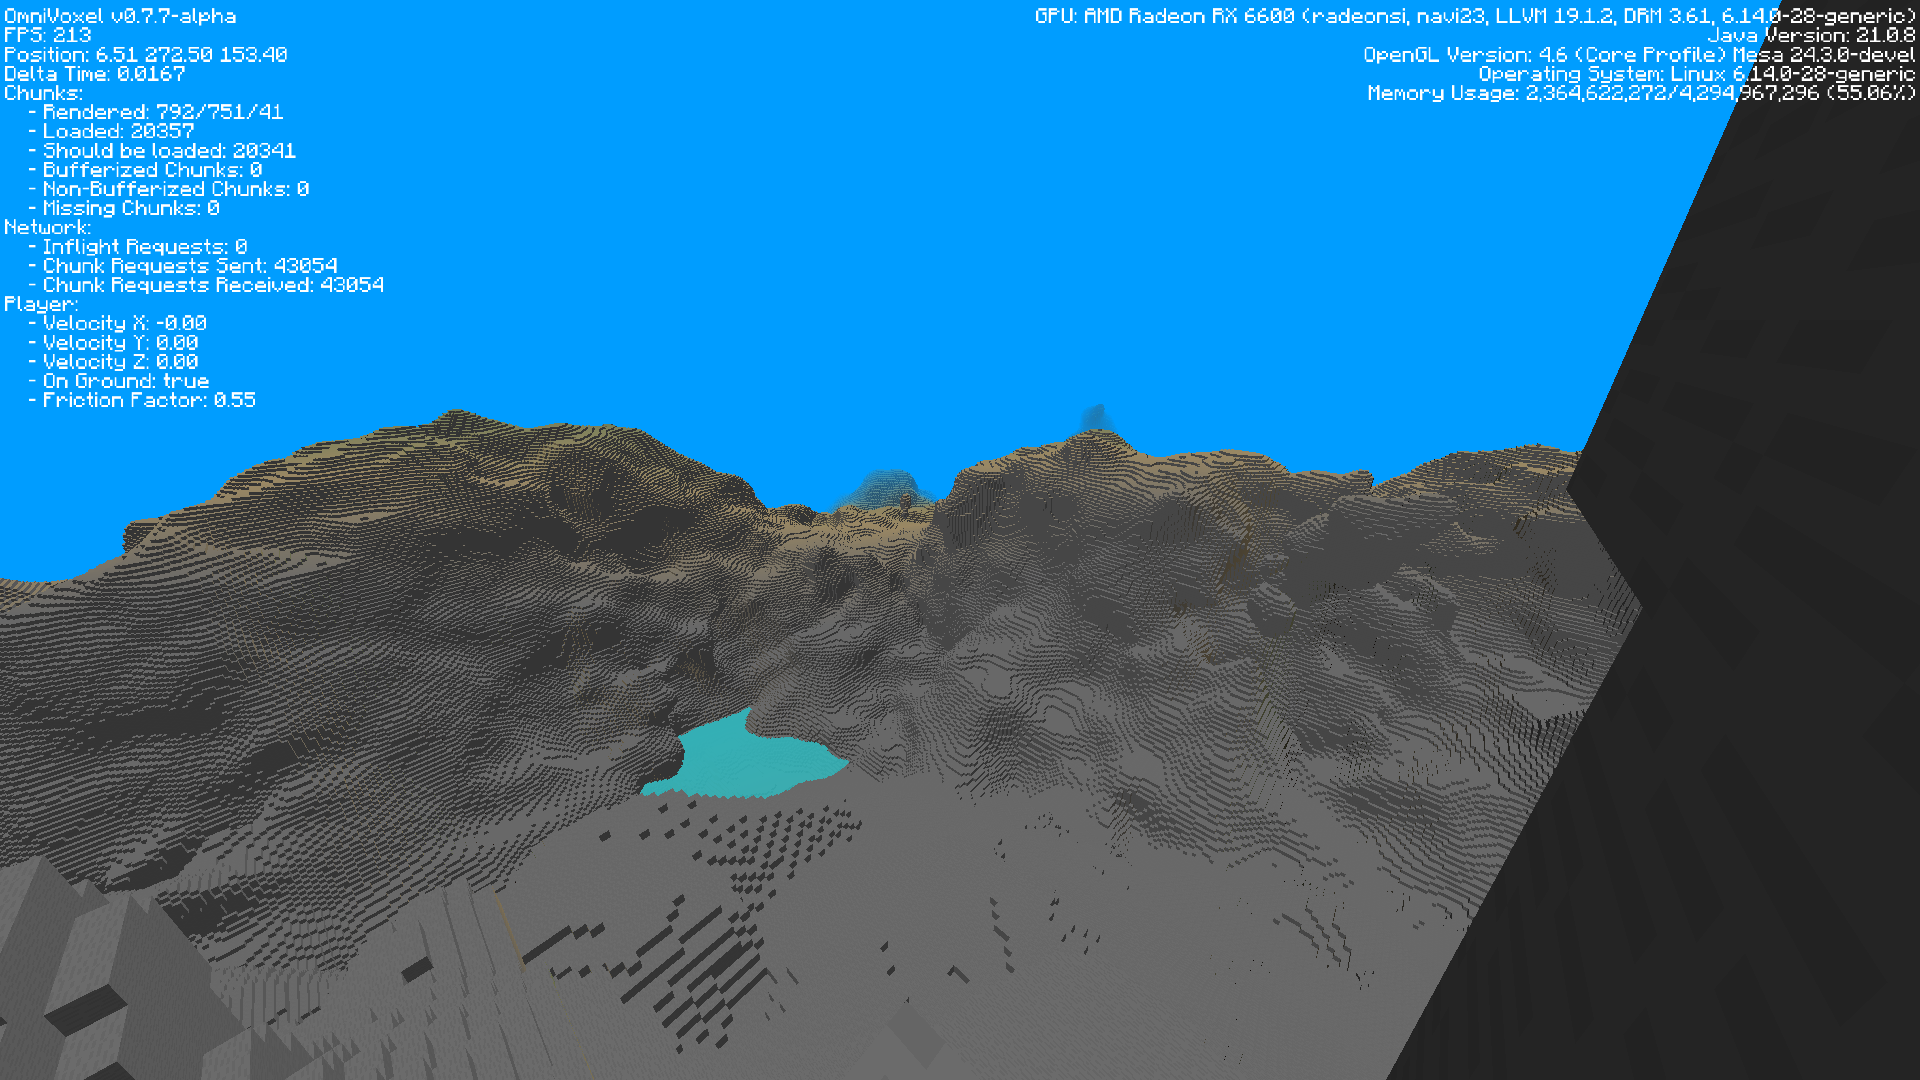 OmniVoxel v0.7.7-alpha
FPS: 213
Position: 6.51 272.50 153.40
Delta Time: 0.0167
Chunks:
- Rendered: 792/751/41
- Loaded: 20357
- Should be loaded: 20341
- Bufferized Chunks: 0
- Non-Bufferized Chunks: 0
- Missing Chunks: 0
Network:
- Inflight Requests: 0
- Chunk Requests Sent: 43054
- Chunk Requests Received: 43054
Player:
- Velocity X: -0.00
- Velocity Y: 0.00
- Velocity Z: 0.00
- On Ground: true
- Friction Factor: 0.55
GPU: AMD Radeon RX 6600 (radeonsi, navi23, LLVM 19.1.2, DRM 3.61, 6.14.0-28-generic)
Java Version: 21.0.8
OpenGL Version: 4.6 (Core Profile) Mesa 24.3.0-devel
Operating System: Linux 6.14.0-28-generic
Memory Usage: 2,364,622,272/4,294,967,296 (55.06%)